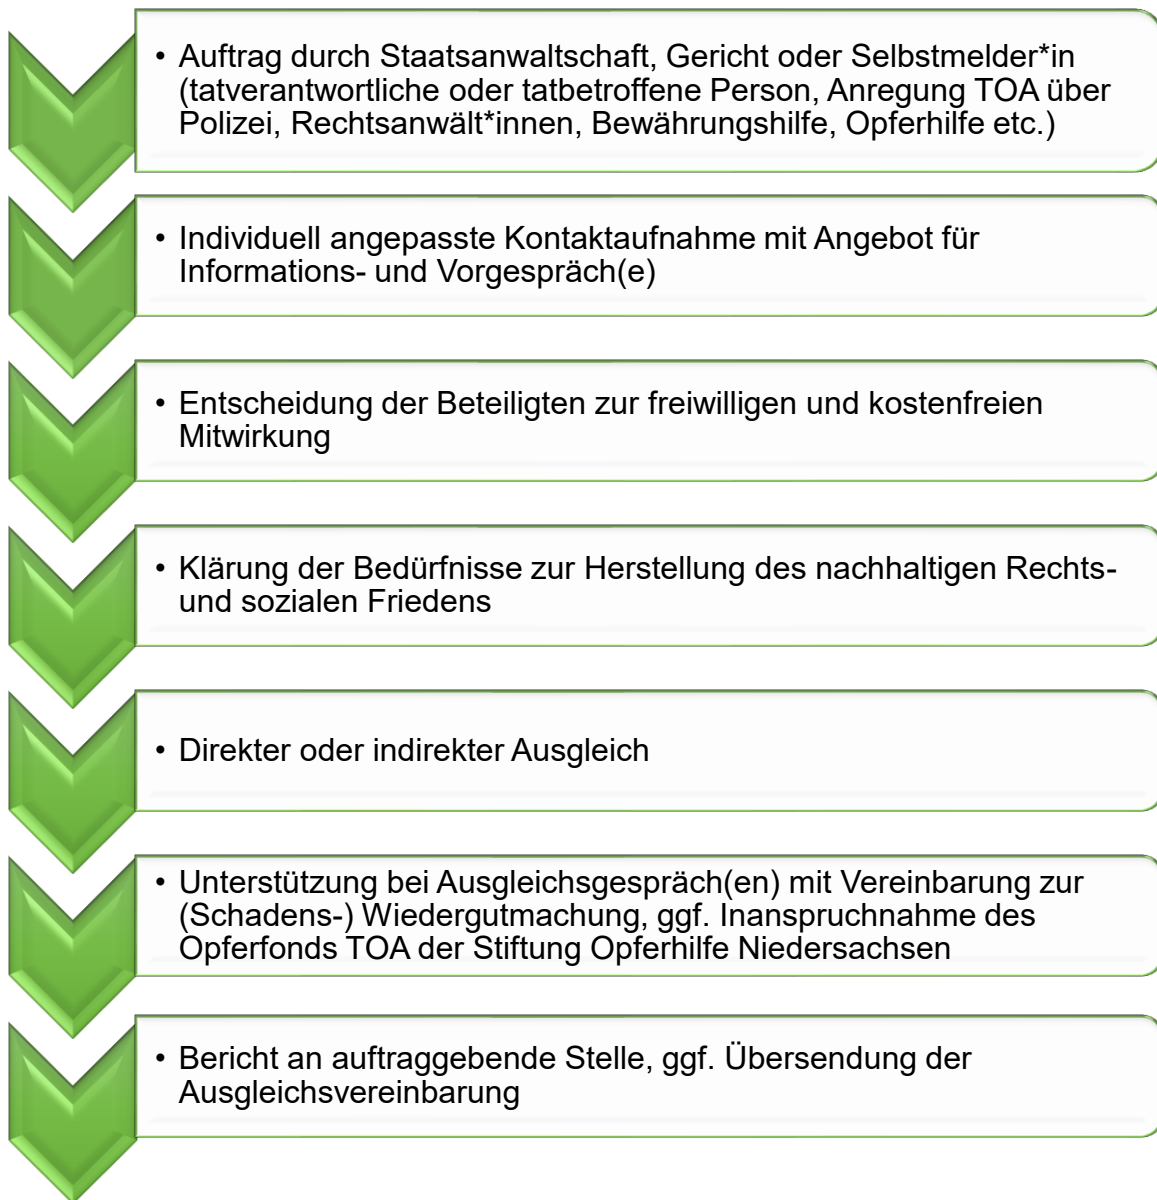 • Auftrag durch Staatsanwaltschaft, Gericht oder Selbstmelder*in
(tatverantwortliche oder tatbetroffene Person, Anregung TOA über
Polizei, Rechtsanwält*innen, Bewährungshilfe, Opferhilfe etc.)
• Individuell angepasste Kontaktaufnahme mit Angebot für
Informations- und Vorgespräch(e)
• Entscheidung der Beteiligten zur freiwilligen und kostenfreien
Mitwirkung
• Klärung der Bedürfnisse zur Herstellung des nachhaltigen Rechts-
und sozialen Friedens
• Direkter oder indirekter Ausgleich
• Unterstützung bei Ausgleichsgespräch(en) mit Vereinbarung zur
(Schadens-) Wiedergutmachung, ggf. Inanspruchnahme des
Opferfonds TOA der Stiftung Opferhilfe Niedersachsen
• Bericht an auftraggebende Stelle, ggf. Übersendung der
Ausgleichsvereinbarung